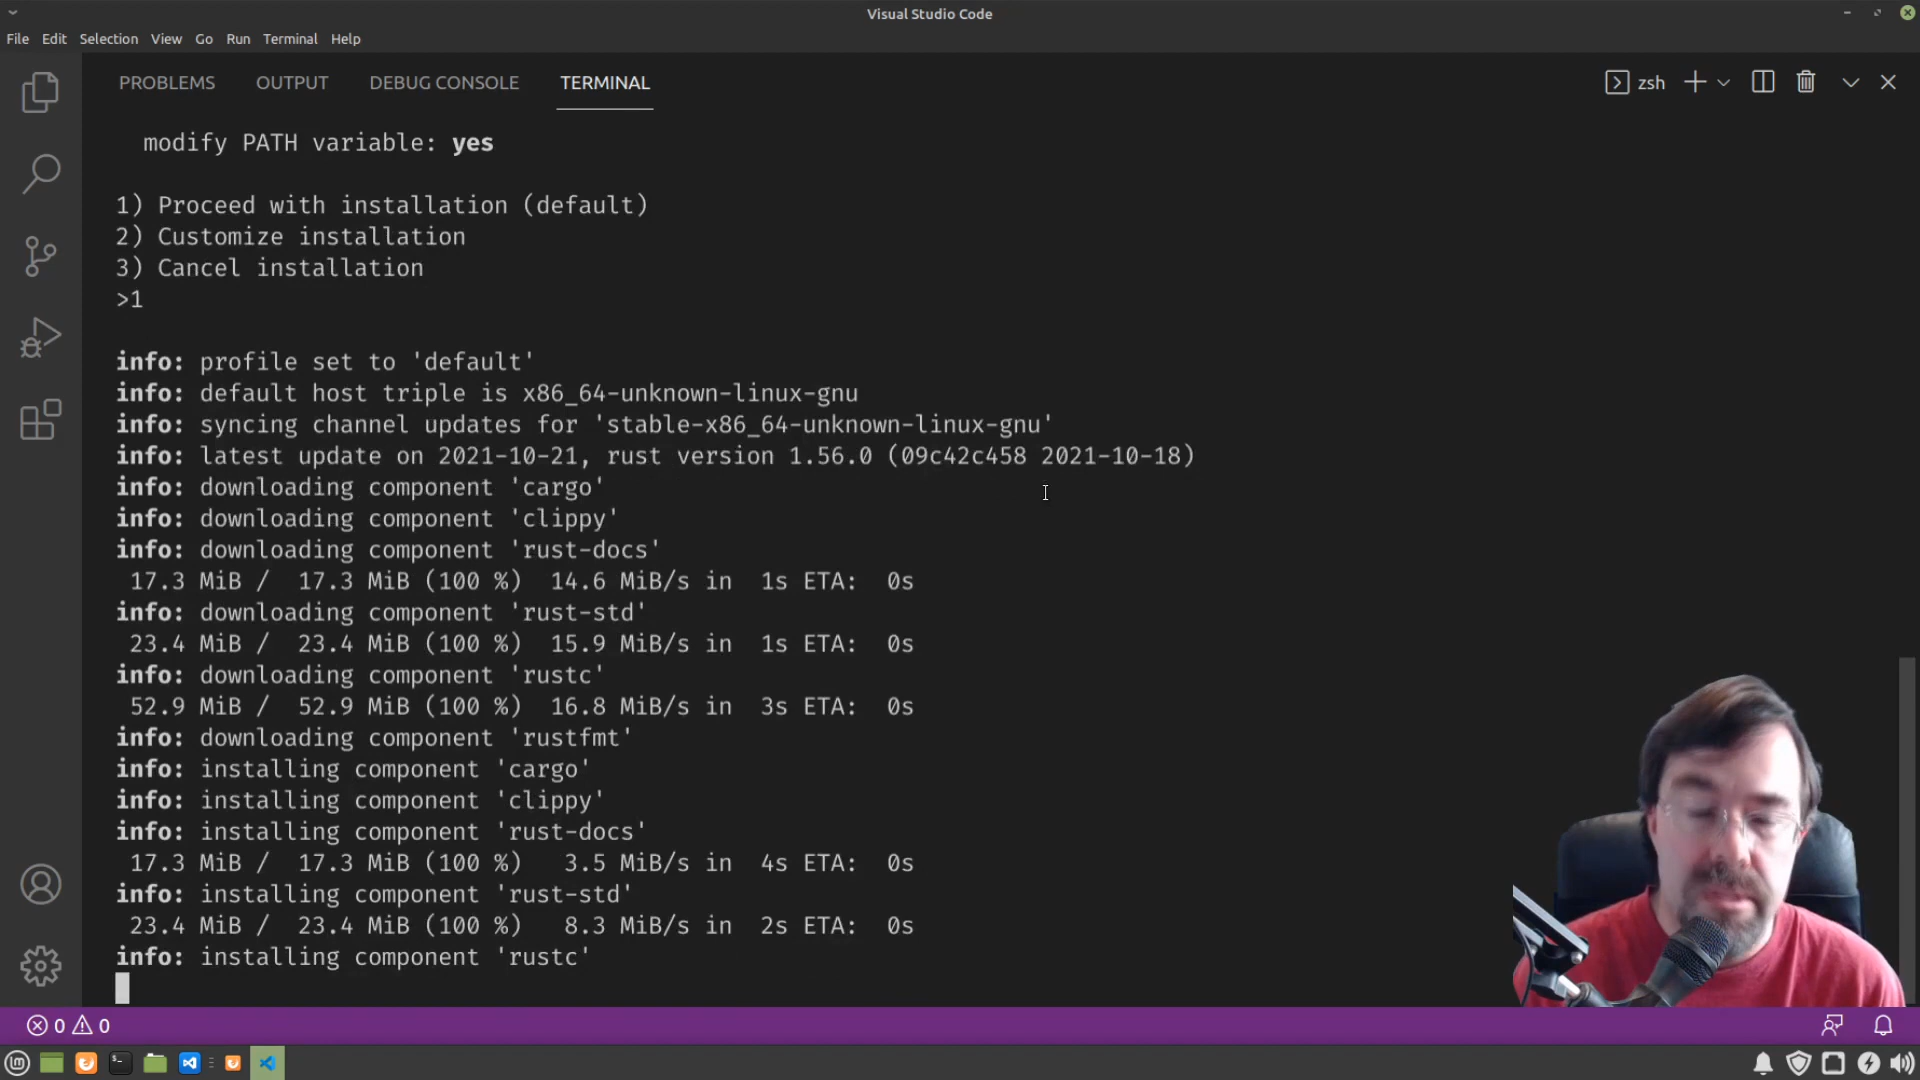 Visual Studio Code
File Edit Selection View Go Run Terminal Help
PROBLEMS OUTPUT DEBUG CONSOLE TERMINAL zsh
modify PATH variable: yes
1) Proceed with installation (default)
2) Customize installation
3) Cancel installation
>1
info: profile set to 'default'
info: default host triple is x86_64-unknown-linux-gnu
info: syncing channel updates for 'stable-x86_64-unknown-linux-gnu'
info: latest update on 2021-10-21, rust version 1.56.0 (09c42c458 2021-10-18)
info: downloading component 'cargo'
info: downloading component 'clippy'
info: downloading component 'rust-docs'
17.3 MiB / 17.3 MiB (100 %) 14.6 MiB/s in 1s ETA: 0s
info: downloading component 'rust-std'
23.4 MiB / 23.4 MiB (100 %) 15.9 MiB/s in 1s ETA: 0s
info: downloading component 'rustc'
52.9 MiB / 52.9 MiB (100 %) 16.8 MiB/s in 3s ETA: 0s
info: downloading component 'rustfmt'
info: installing component 'cargo'
info: installing component 'clippy'
info: installing component 'rust-docs'
17.3 MiB / 17.3 MiB (100 %) 3.5 MiB/s in 4s ETA: 0s
info: installing component 'rust-std'
23.4 MiB / 23.4 MiB (100 %) 8.3 MiB/s in 2s ETA: 0s
info: installing component 'rustc'
0 0